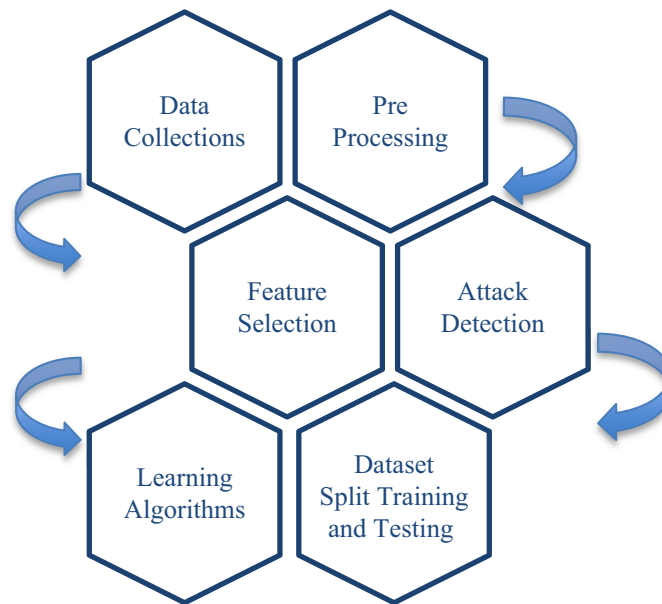 Data
Collections
Pre
Processing
Feature
Selection
Attack
Detection
Learning
Algorithms
Dataset
Split Training
and Testing